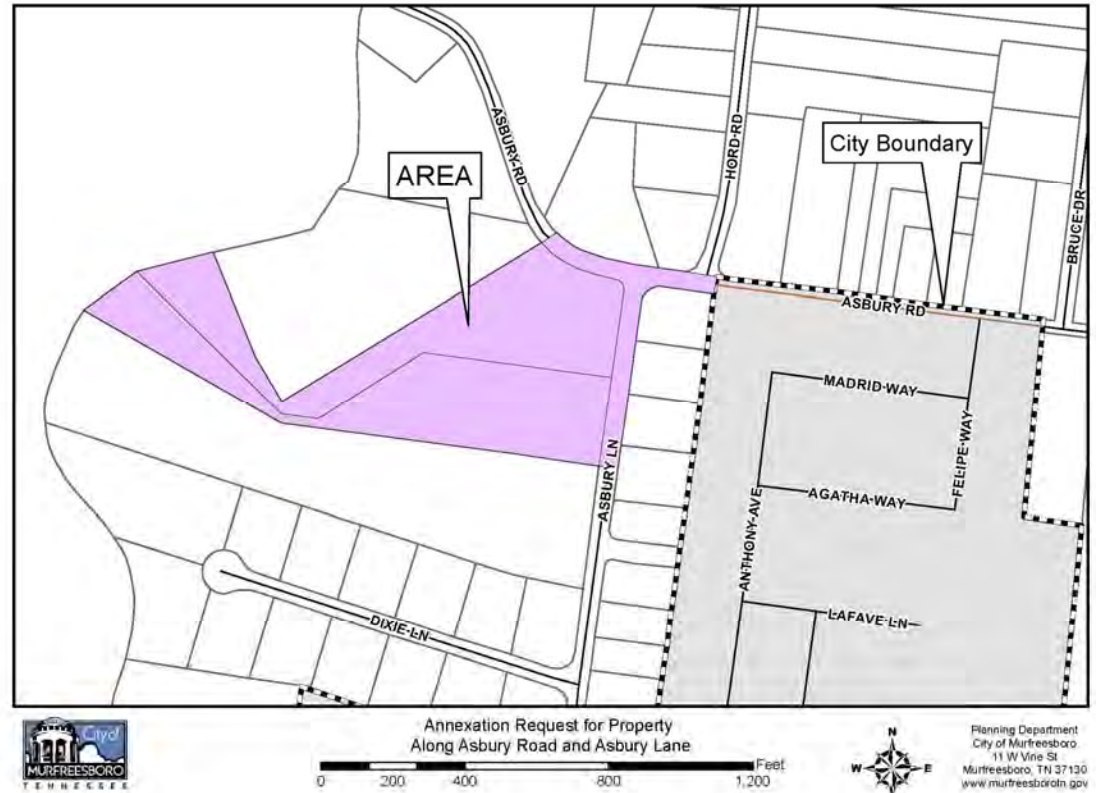 ASBURY RD
HORD RD
City Boundary
AREA
BRUCE DR
ASBURY RD
MADRID WAY
FELIPE WAY
AGATHA WAY
ASBURY LN
ANTHONY AVE
LAFAVE LN
DIXIE LN
City of
MURFREESBORO
TENNESSEE
Annexation Request for Property
Along Asbury Road and Asbury Lane
0 200 400 800 1,200 Feet
N
W E
S
Planning Department
City of Murfreesboro
11 W Vine St
Murfreesboro, TN 37130
www.murfreesborotn.gov